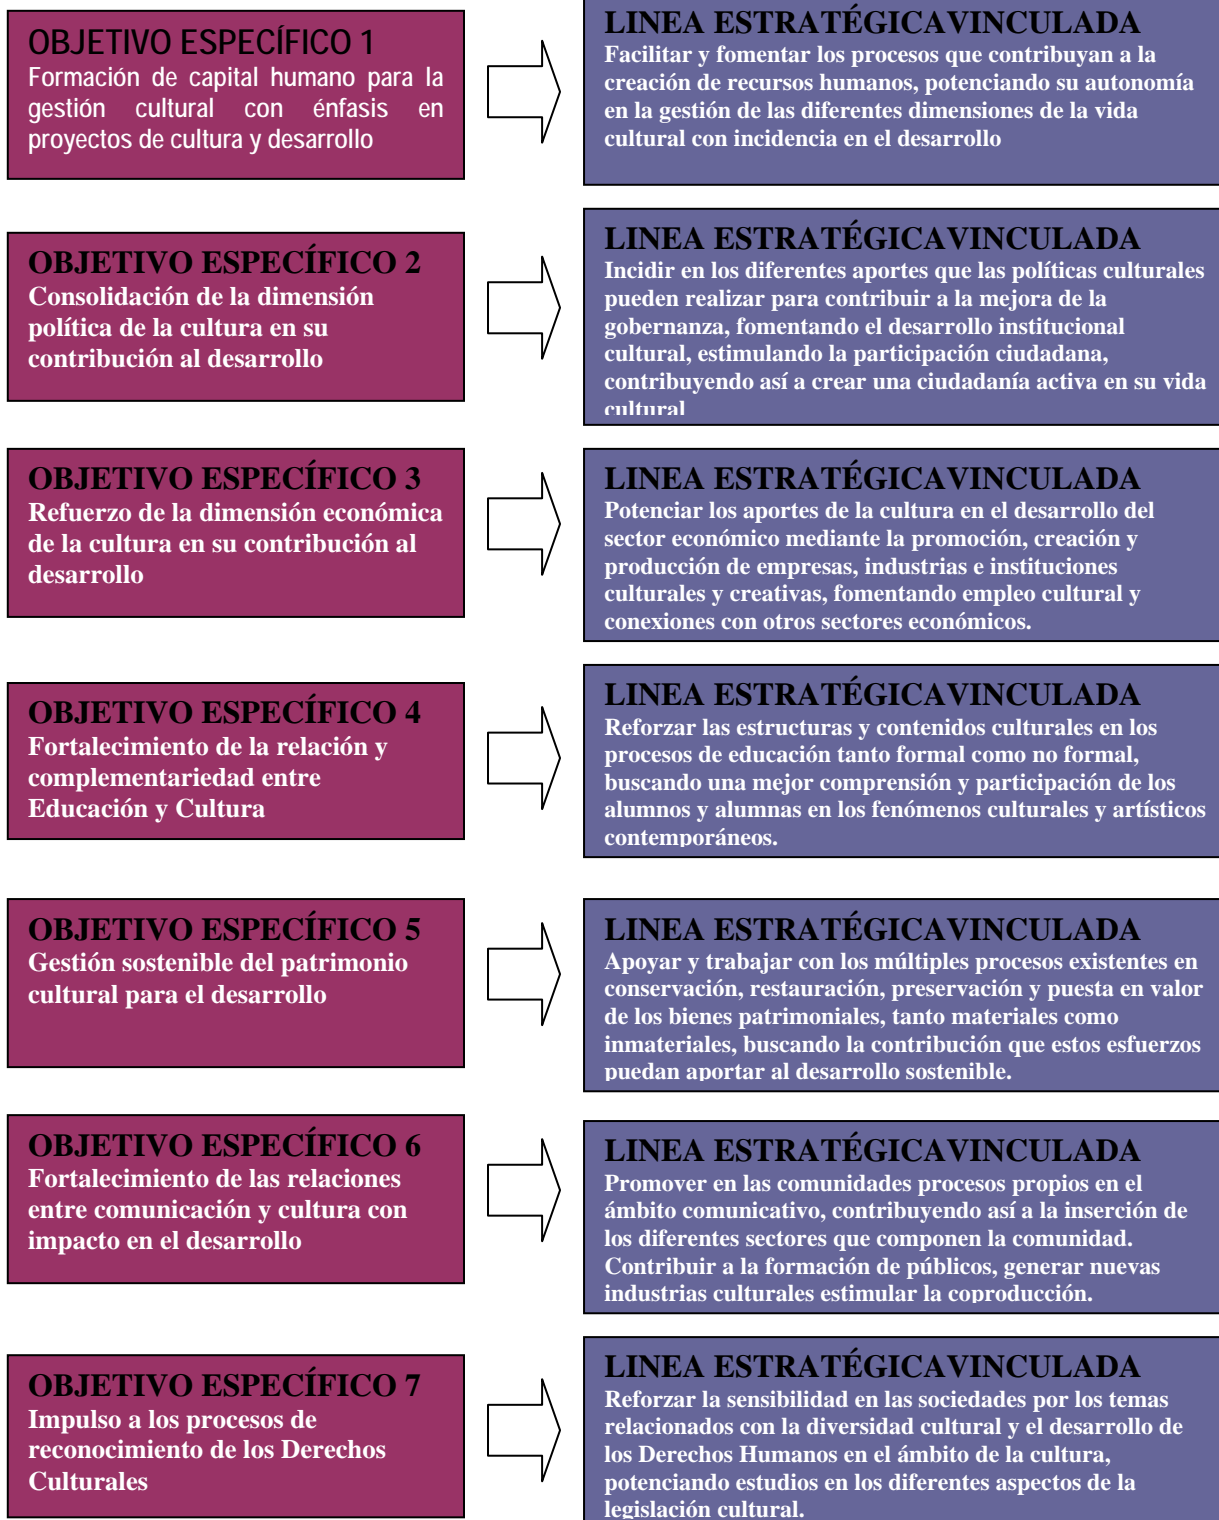 OBJETIVO ESPECÍFICO 1
Formación de capital humano para la
gestión cultural con énfasis en
proyectos de cultura y desarrollo
LINEA ESTRATÉGICAVINCULADA
Facilitar y fomentar los procesos que contribuyan a la
creación de recursos humanos, potenciando su autonomía
en la gestión de las diferentes dimensiones de la vida
cultural con incidencia en el desarrollo
OBJETIVO ESPECÍFICO 2
Consolidación de la dimensión
política de la cultura en su
contribución al desarrollo
LINEA ESTRATÉGICAVINCULADA
Incidir en los diferentes aportes que las políticas culturales
pueden realizar para contribuir a la mejora de la
gobernanza, fomentando el desarrollo institucional
cultural, estimulando la participación ciudadana,
contribuyendo así a crear una ciudadanía activa en su vida
cultural
OBJETIVO ESPECÍFICO 3
Refuerzo de la dimensión económica
de la cultura en su contribución al
desarrollo
LINEA ESTRATÉGICAVINCULADA
Potenciar los aportes de la cultura en el desarrollo del
sector económico mediante la promoción, creación y
producción de empresas, industrias e instituciones
culturales y creativas, fomentando empleo cultural y
conexiones con otros sectores económicos.
OBJETIVO ESPECÍFICO 4
Fortalecimiento de la relación y
complementariedad entre
Educación y Cultura
LINEA ESTRATÉGICAVINCULADA
Reforzar las estructuras y contenidos culturales en los
procesos de educación tanto formal como no formal,
buscando una mejor comprensión y participación de los
alumnos y alumnas en los fenómenos culturales y artísticos
contemporáneos.
OBJETIVO ESPECÍFICO 5
Gestión sostenible del patrimonio
cultural para el desarrollo
LINEA ESTRATÉGICAVINCULADA
Apoyar y trabajar con los múltiples procesos existentes en
conservación, restauración, preservación y puesta en valor
de los bienes patrimoniales, tanto materiales como
inmateriales, buscando la contribución que estos esfuerzos
puedan aportar al desarrollo sostenible.
OBJETIVO ESPECÍFICO 6
Fortalecimiento de las relaciones
entre comunicación y cultura con
impacto en el desarrollo
LINEA ESTRATÉGICAVINCULADA
Promover en las comunidades procesos propios en el
ámbito comunicativo, contribuyendo así a la inserción de
los diferentes sectores que componen la comunidad.
Contribuir a la formación de públicos, generar nuevas
industrias culturales estimular la coproducción.
OBJETIVO ESPECÍFICO 7
Impulso a los procesos de
reconocimiento de los Derechos
Culturales
LINEA ESTRATÉGICAVINCULADA
Reforzar la sensibilidad en las sociedades por los temas
relacionados con la diversidad cultural y el desarrollo de
los Derechos Humanos en el ámbito de la cultura,
potenciando estudios en los diferentes aspectos de la
legislación cultural.